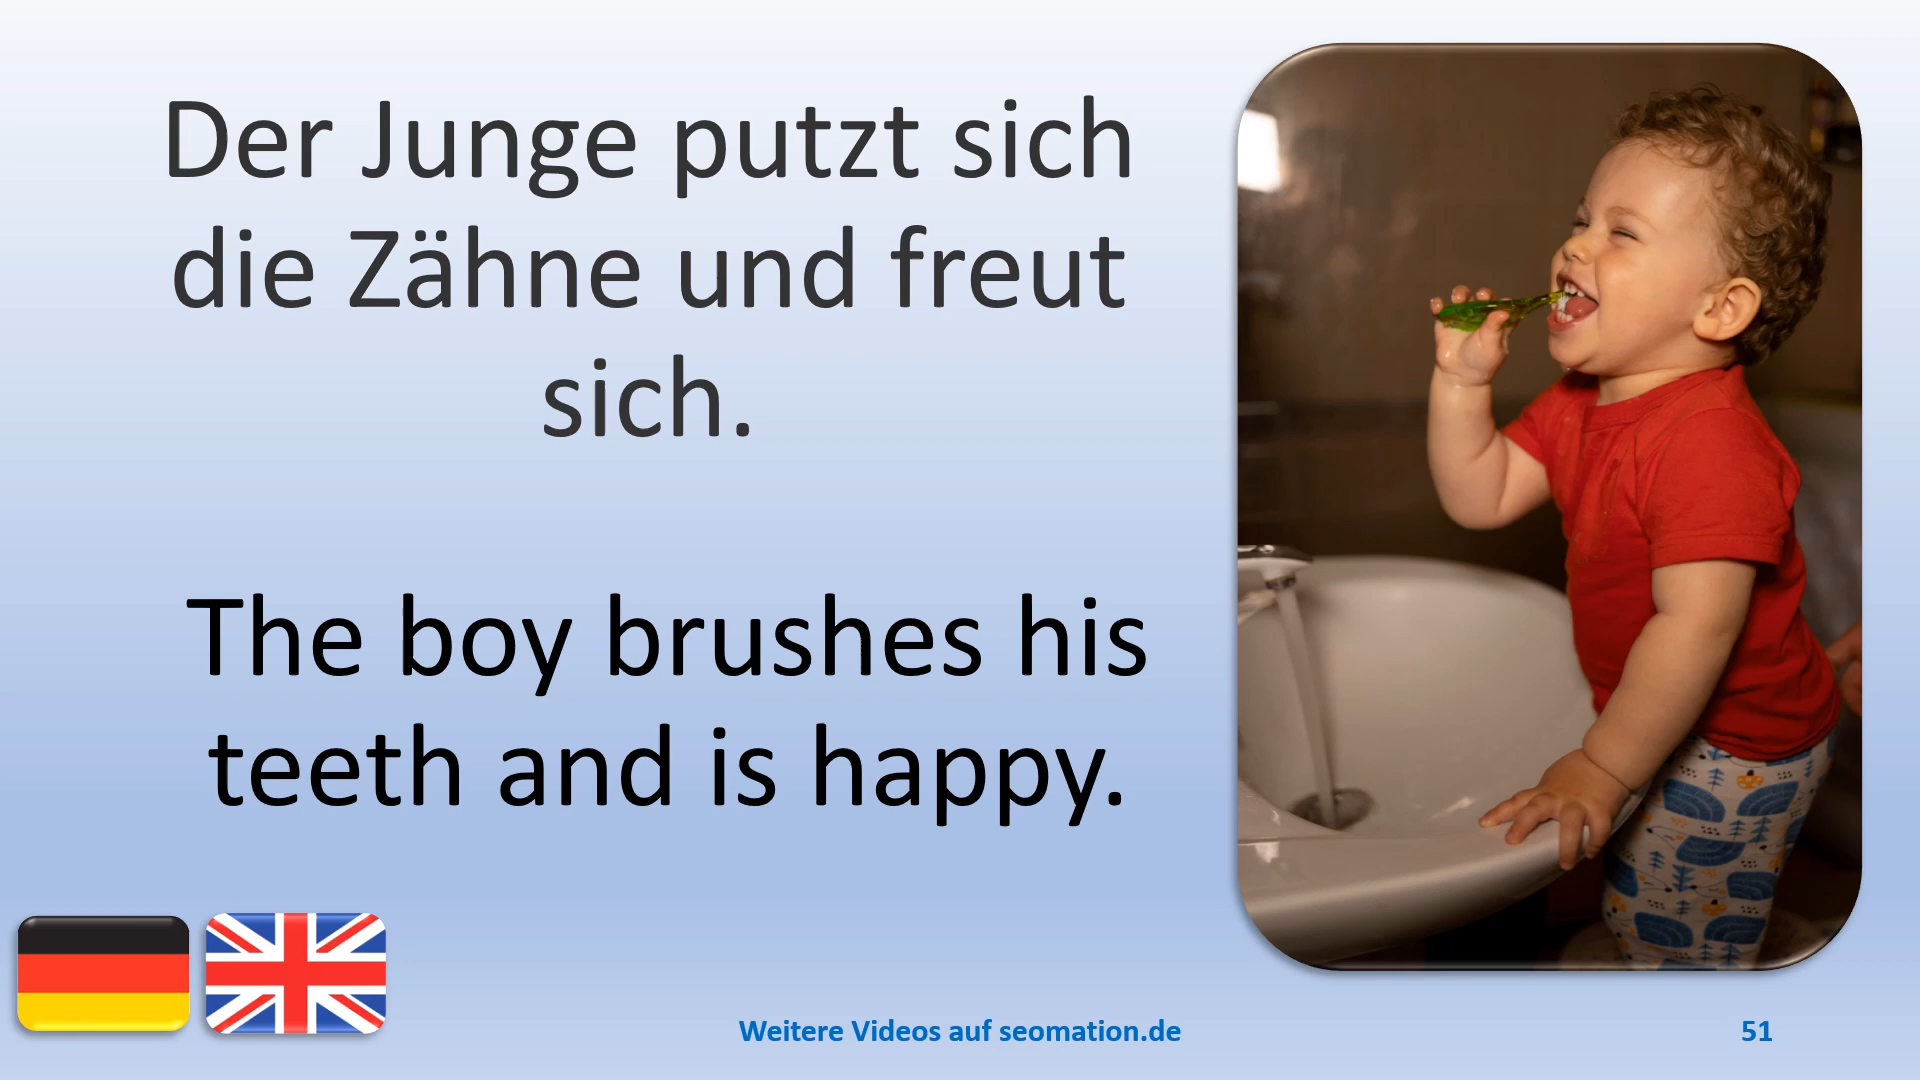 Der Junge putzt sich
die Zähne und freut
sich.
The boy brushes his
teeth and is happy.
Weitere Videos auf seomation.de
51